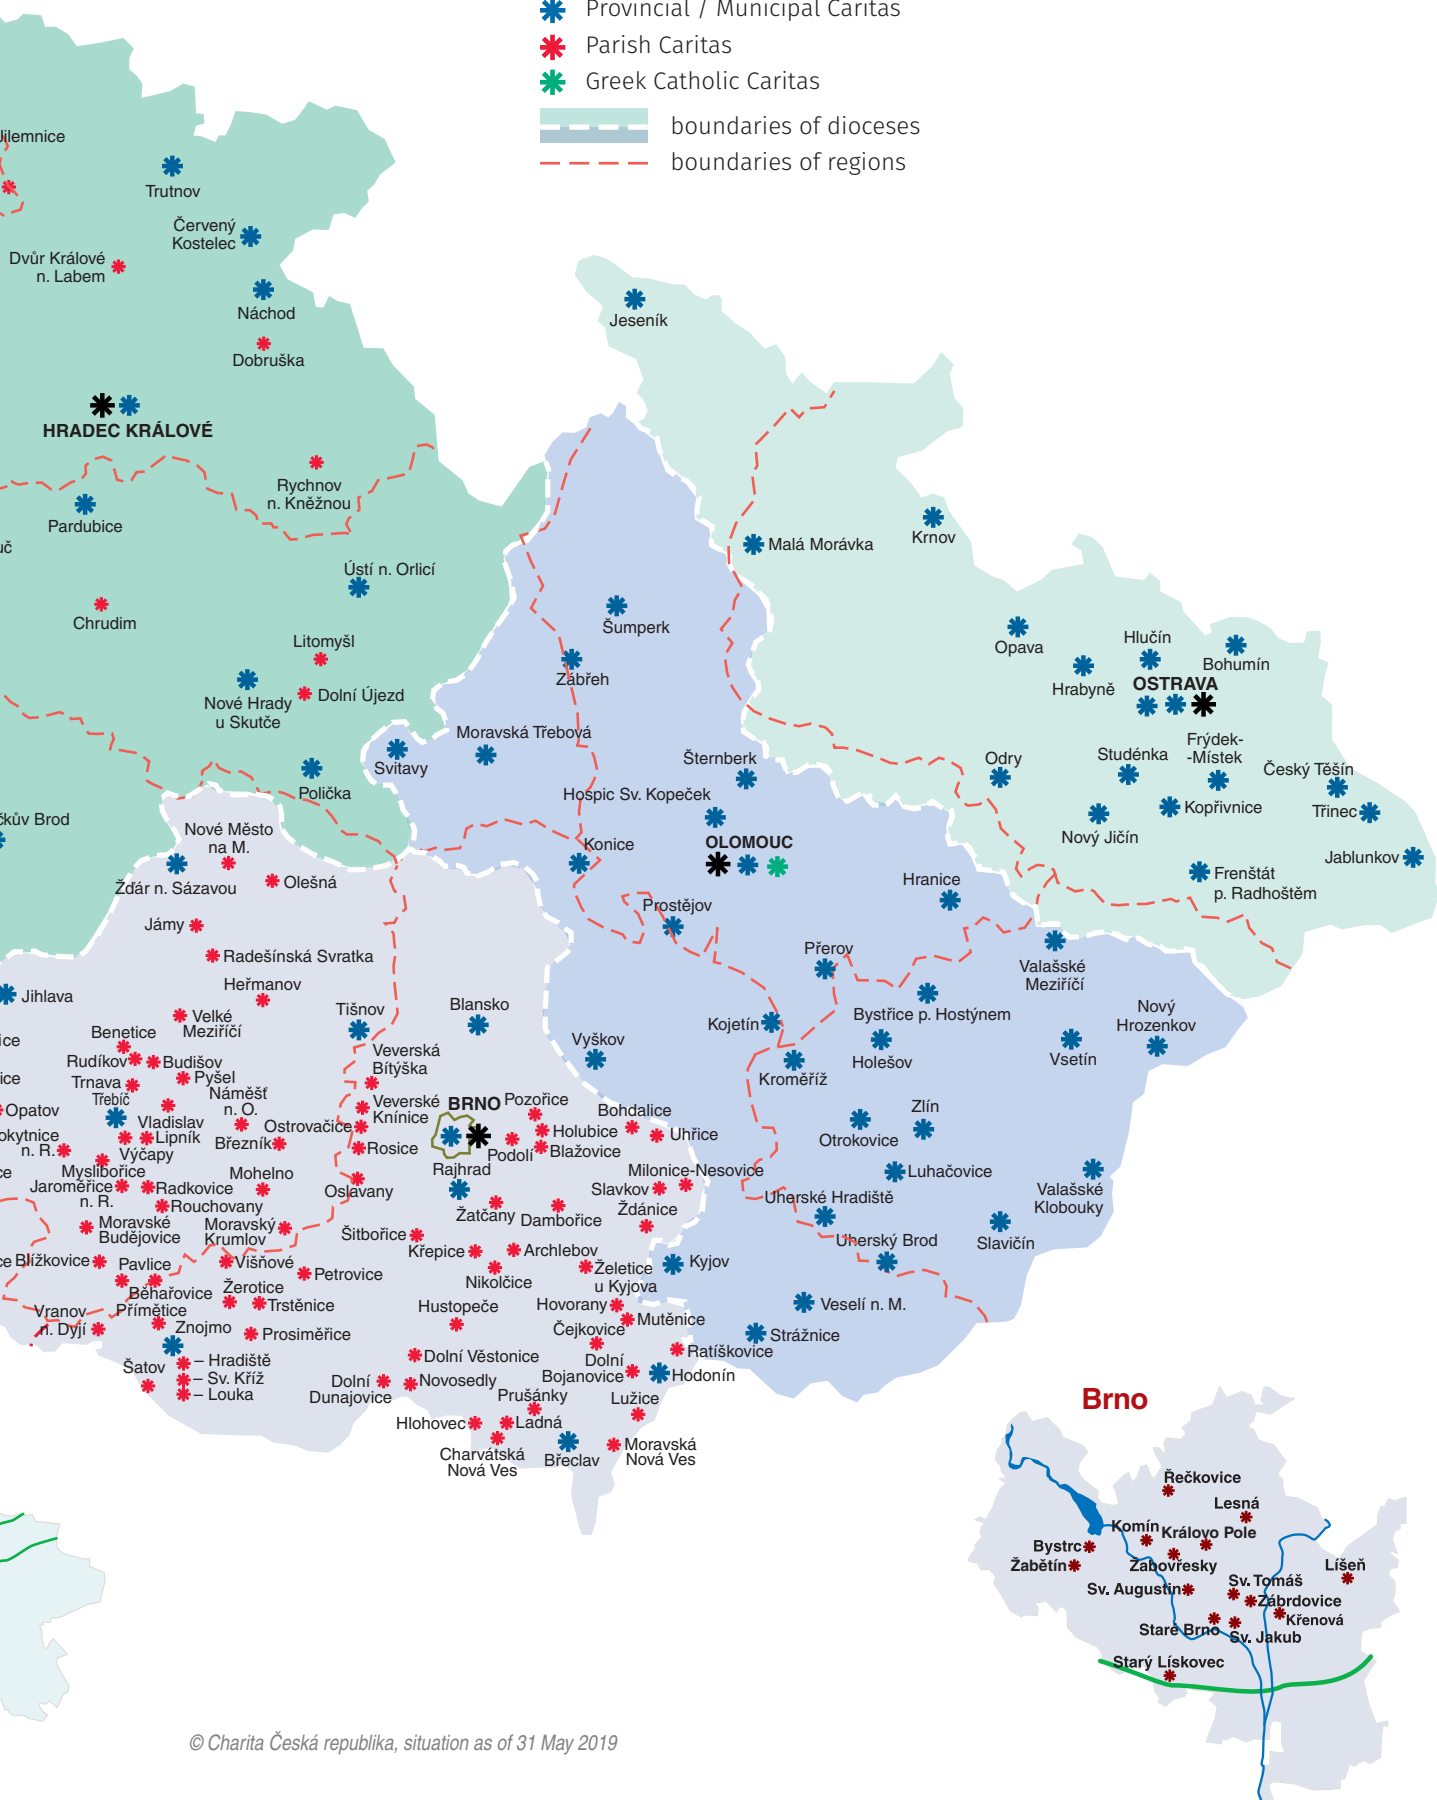 Provincial / Municipal Caritas
Parish Caritas
Greek Catholic Caritas
boundaries of dioceses
boundaries of regions
Jilemnice
Trutnov
Červený
Kostelec
Dvůr Králové
n. Labem
Náchod
Dobruška
HRADEC KRÁLOVÉ
Rychnov
n. Kněžnou
Pardubice
Ústí n. Orlicí
Chrudim
Litomyšl
Dolní Újezd
Nové Hrady
u Skutče
Polička
Svitavy
Moravská Třebová
Jeseník
Malá Morávka
Krnov
Šumperk
Zábřeh
Opava
Hlučín
Bohumín
Hrabyně
OSTRAVA
Frýdek-
-Místek
Studénka
Odry
Český Těšín
Třinec
Kopřivnice
Nový Jičín
Jablunkov
Frenštát
p. Radhoštěm
Šternberk
Hospic Sv. Kopeček
OLOMOUC
Konice
Prostějov
Hranice
Přerov
Valašské
Meziříčí
Bystřice p. Hostýnem
Nový
Hrozenkov
Kojetín
Holešov
Vsetín
Kroměříž
Zlín
Otrokovice
Luhačovice
Valašské
Klobouky
Uherské Hradiště
Slavičín
Uherský Brod
Kyjov
Veselí n. M.
Strážnice
čkův Brod
Nové Město
na M.
Žďár n. Sázavou
Olešná
Jámy
Radešínská Svratka
Heřmanov
Jihlava
Velké
Meziříčí
Tišnov
Blansko
Vyškov
Benetice
Rudíkov
Budišov
Trnava
Pyšel
Třebíč
Náměšť
n. O.
Opatov
Vladislav
Lipník
okytnice
n. R.
Výčapy
Březník
Ostrovačice
Veverská
Bítýška
Veverské
Knínice
Rosice
BRNO
Pozořice
Holubice
Podolí
Blažovice
Bohdalice
Uhřice
Milonice-Nesovice
Slavkov
Ždánice
Rajhrad
Žatčany
Dambořice
Myslibořice
Jaroměřice
n. R.
Radkovice
Mohelno
Oslavany
Rouchovany
Moravské
Budějovice
Moravský
Krumlov
Šitbořice
Křepice
Archlebov
Nikolčice
Želetice
u Kyjova
Blížkovice
Pavlice
Višňové
Petrovice
Běhařovice
Žerotice
Trstěnice
Hustopeče
Hovorany
Mutěnice
Vranov
n. Dyjí
Přímětice
Znojmo
Prosiměřice
Čejkovice
Ratíškovice
Šatov
– Hradiště
– Sv. Kříž
– Louka
Dolní Věstonice
Dolní
Bojanovice
Hodonín
Dolní
Dunajovice
Novosedly
Prušánky
Lužice
Hlohovec
Ladná
Charvátská
Nová Ves
Břeclav
Moravská
Nová Ves
Brno
Řečkovice
Lesná
Komín
Královo Pole
Bystrc
Žabětín
Žabovřesky
Líšeň
Sv. Augustin
Sv. Tomáš
Zábrdovice
Křenová
Staré Brno
Sv. Jakub
Starý Lískovec
© Charita Česká republika, situation as of 31 May 2019